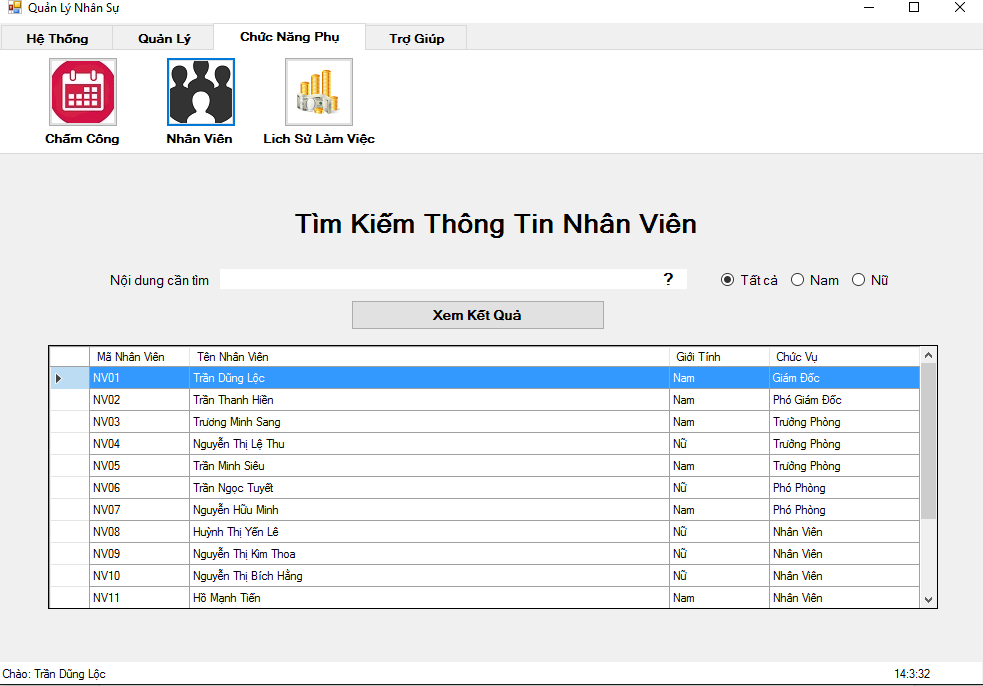 Quản Lý Nhân Sự
Hệ Thống Quản Lý Chức Năng Phụ Trợ Giúp
Chấm Công Nhân Viên Lich Sử Làm Việc
Tìm Kiếm Thông Tin Nhân Viên
Nội dung cần tìm ? Tất cả Nam Nữ
Xem Kết Quả
Mã Nhân Viên Tên Nhân Viên Giới Tính Chức Vụ
NV01 Trần Dũng Lộc Nam Giám Đốc
NV02 Trần Thanh Hiền Nam Phó Giám Đốc
NV03 Trương Minh Sang Nam Trưởng Phòng
NV04 Nguyễn Thị Lệ Thu Nữ Trưởng Phòng
NV05 Trần Minh Siêu Nam Trưởng Phòng
NV06 Trần Ngọc Tuyết Nữ Phó Phòng
NV07 Nguyễn Hữu Minh Nam Phó Phòng
NV08 Huỳnh Thị Yến Lê Nữ Nhân Viên
NV09 Nguyễn Thị Kim Thoa Nữ Nhân Viên
NV10 Nguyễn Thị Bích Hằng Nữ Nhân Viên
NV11 Hồ Mạnh Tiến Nam Nhân Viên
Chào: Trần Dũng Lộc 14:3:32